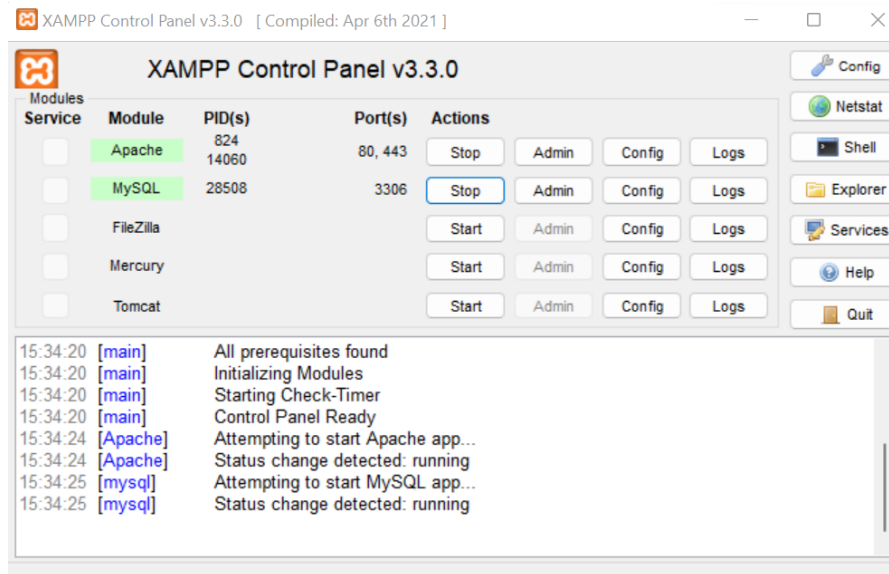 XAMPP Control Panel v3.3.0 [ Compiled: Apr 6th 2021 ]
XAMPP Control Panel v3.3.0
Config
Modules
Service Module PID(s) Port(s) Actions
Netstat
Apache 824 14060 80, 443 Stop Admin Config Logs
Shell
MySQL 28508 3306 Stop Admin Config Logs
Explorer
FileZilla Start Admin Config Logs
Services
Mercury Start Admin Config Logs
Help
Tomcat Start Admin Config Logs
Quit
15:34:20 [main] All prerequisites found
15:34:20 [main] Initializing Modules
15:34:20 [main] Starting Check-Timer
15:34:20 [main] Control Panel Ready
15:34:24 [Apache] Attempting to start Apache app...
15:34:24 [Apache] Status change detected: running
15:34:25 [mysql] Attempting to start MySQL app...
15:34:25 [mysql] Status change detected: running